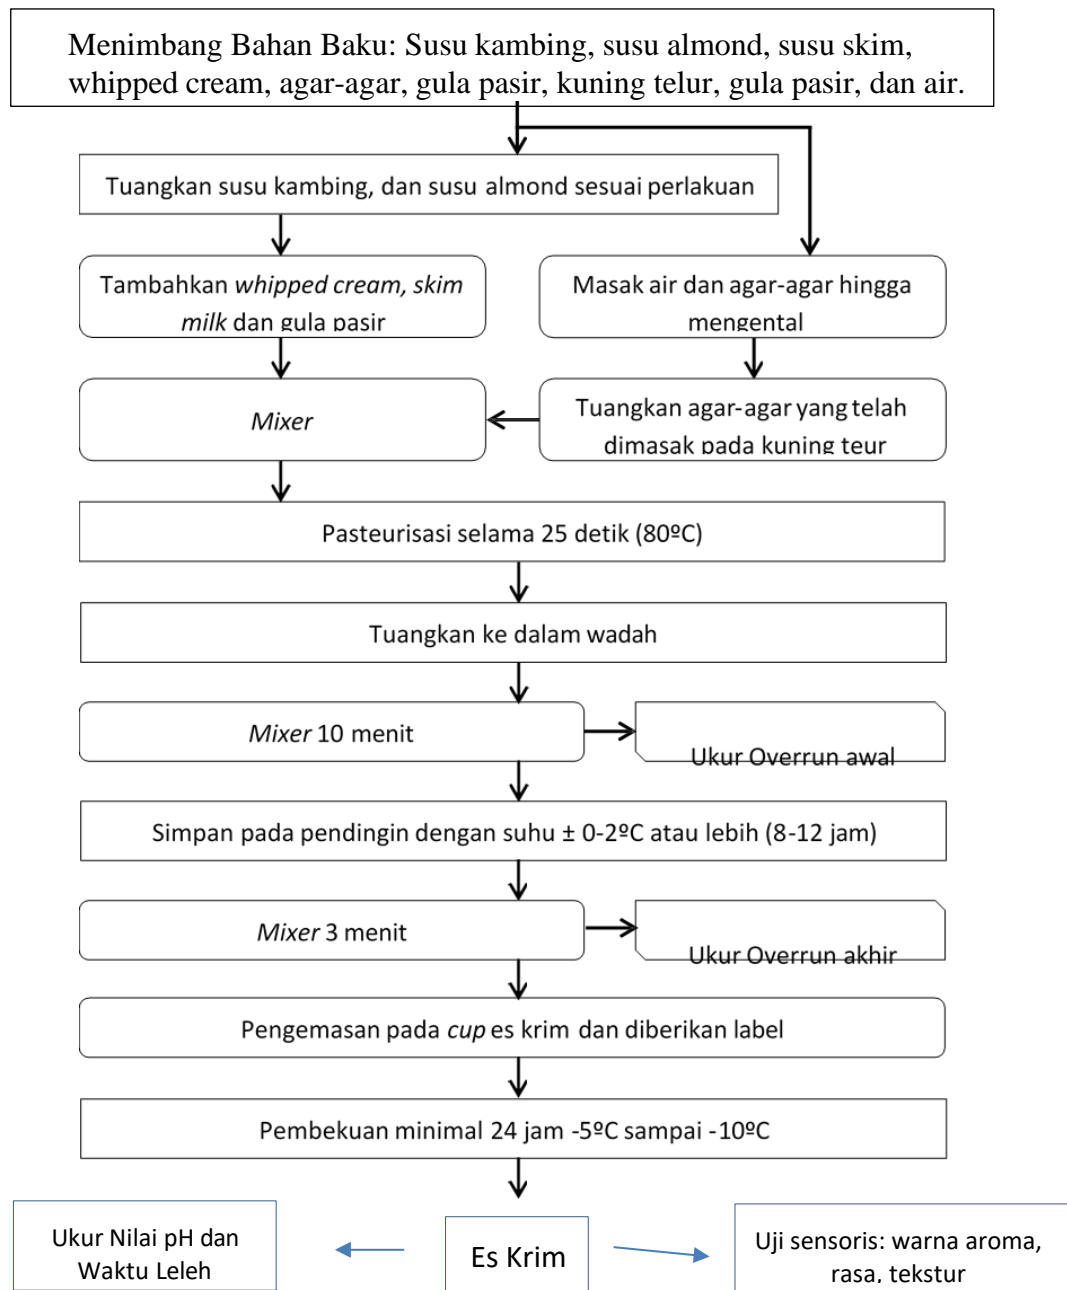 Menimbang Bahan Baku: Susu kambing, susu almond, susu skim,
whipped cream, agar-agar, gula pasir, kuning telur, gula pasir, dan air.
Tuangkan susu kambing, dan susu almond sesuai perlakuan
Tambahkan whipped cream, skim
milk dan gula pasir
Masak air dan agar-agar hingga
mengental
Mixer
Tuangkan agar-agar yang telah
dimasak pada kuning teur
Pasteurisasi selama 25 detik (80ºC)
Tuangkan ke dalam wadah
Mixer 10 menit
Ukur Overrun awal
Simpan pada pendingin dengan suhu ± 0-2ºC atau lebih (8-12 jam)
Mixer 3 menit
Ukur Overrun akhir
Pengemasan pada cup es krim dan diberikan label
Pembekuan minimal 24 jam -5ºC sampai -10ºC
Ukur Nilai pH dan
Waktu Leleh
Es Krim
Uji sensoris: warna aroma,
rasa, tekstur